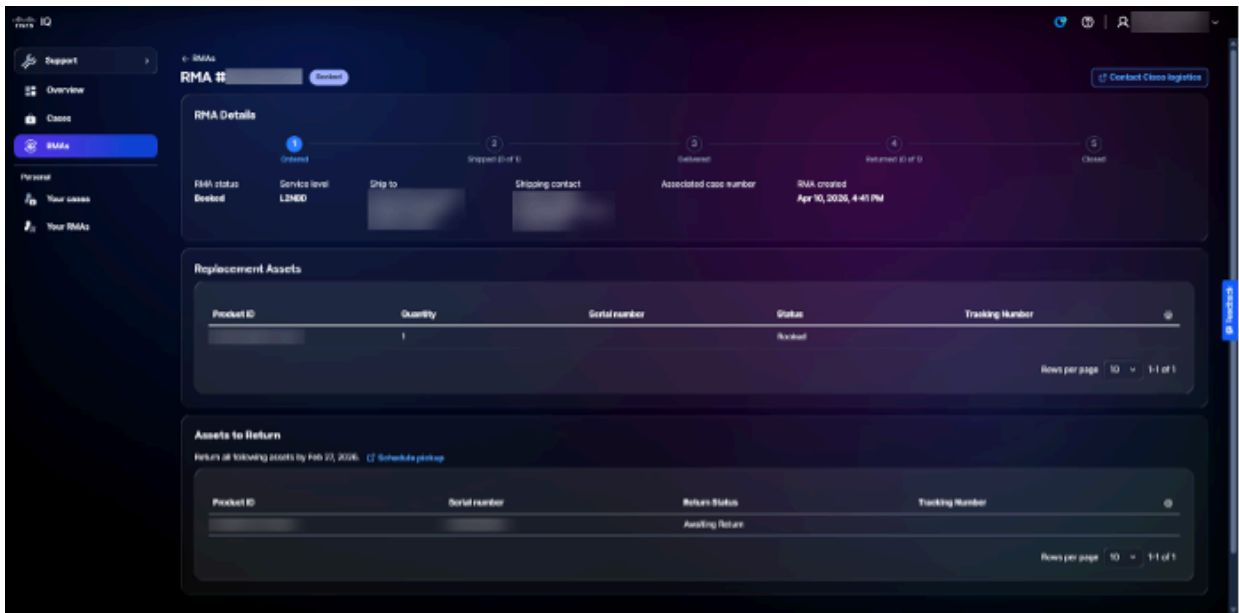 cisco IQ
Support
Overview
Cases
RMAs
Personal
Your cases
Your RMAs
← RMAs
RMA # Booked
Contact Cisco logistics
RMA Details
1 2 3 4 5
Ordered Shipped (0 of 1) Delivered Returned (0 of 1) Closed
RMA status Service level Ship to Shipping contact Associated case number RMA created
Booked L2NBD Apr 10, 2026, 4:41 PM
Replacement Assets
Product ID Quantity Serial number Status Tracking Number
1 Booked
Rows per page 10 1-1 of 1
Assets to Return
Return all following assets by Feb 27, 2026. Schedule pickup
Product ID Serial number Return Status Tracking Number
Awaiting Return
Rows per page 10 1-1 of 1
Feedback